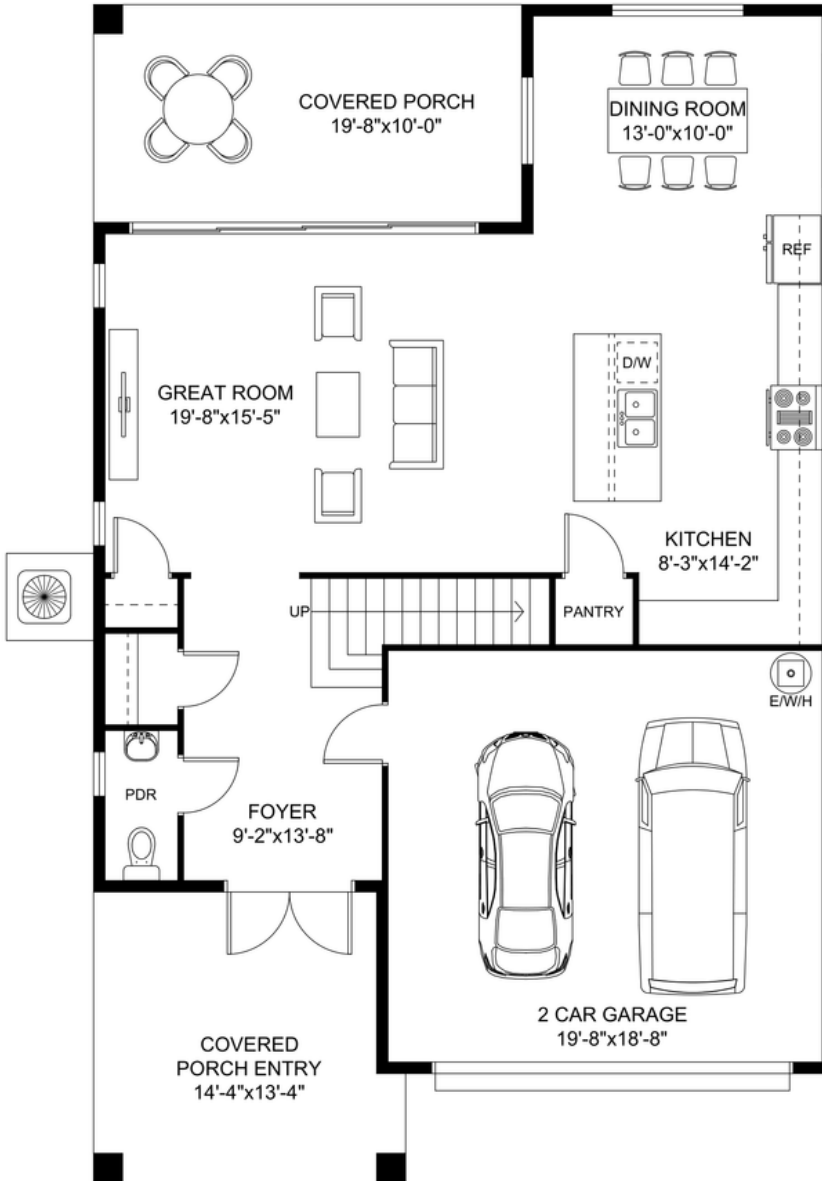 COVERED PORCH
19'-8"x10'-0"
DINING ROOM
13'-0"x10'-0"
REF
D/W
GREAT ROOM
19'-8"x15'-5"
KITCHEN
8'-3"x14'-2"
UP
PANTRY
E/W/H
PDR
FOYER
9'-2"x13'-8"
2 CAR GARAGE
19'-8"x18'-8"
COVERED
PORCH ENTRY
14'-4"x13'-4"